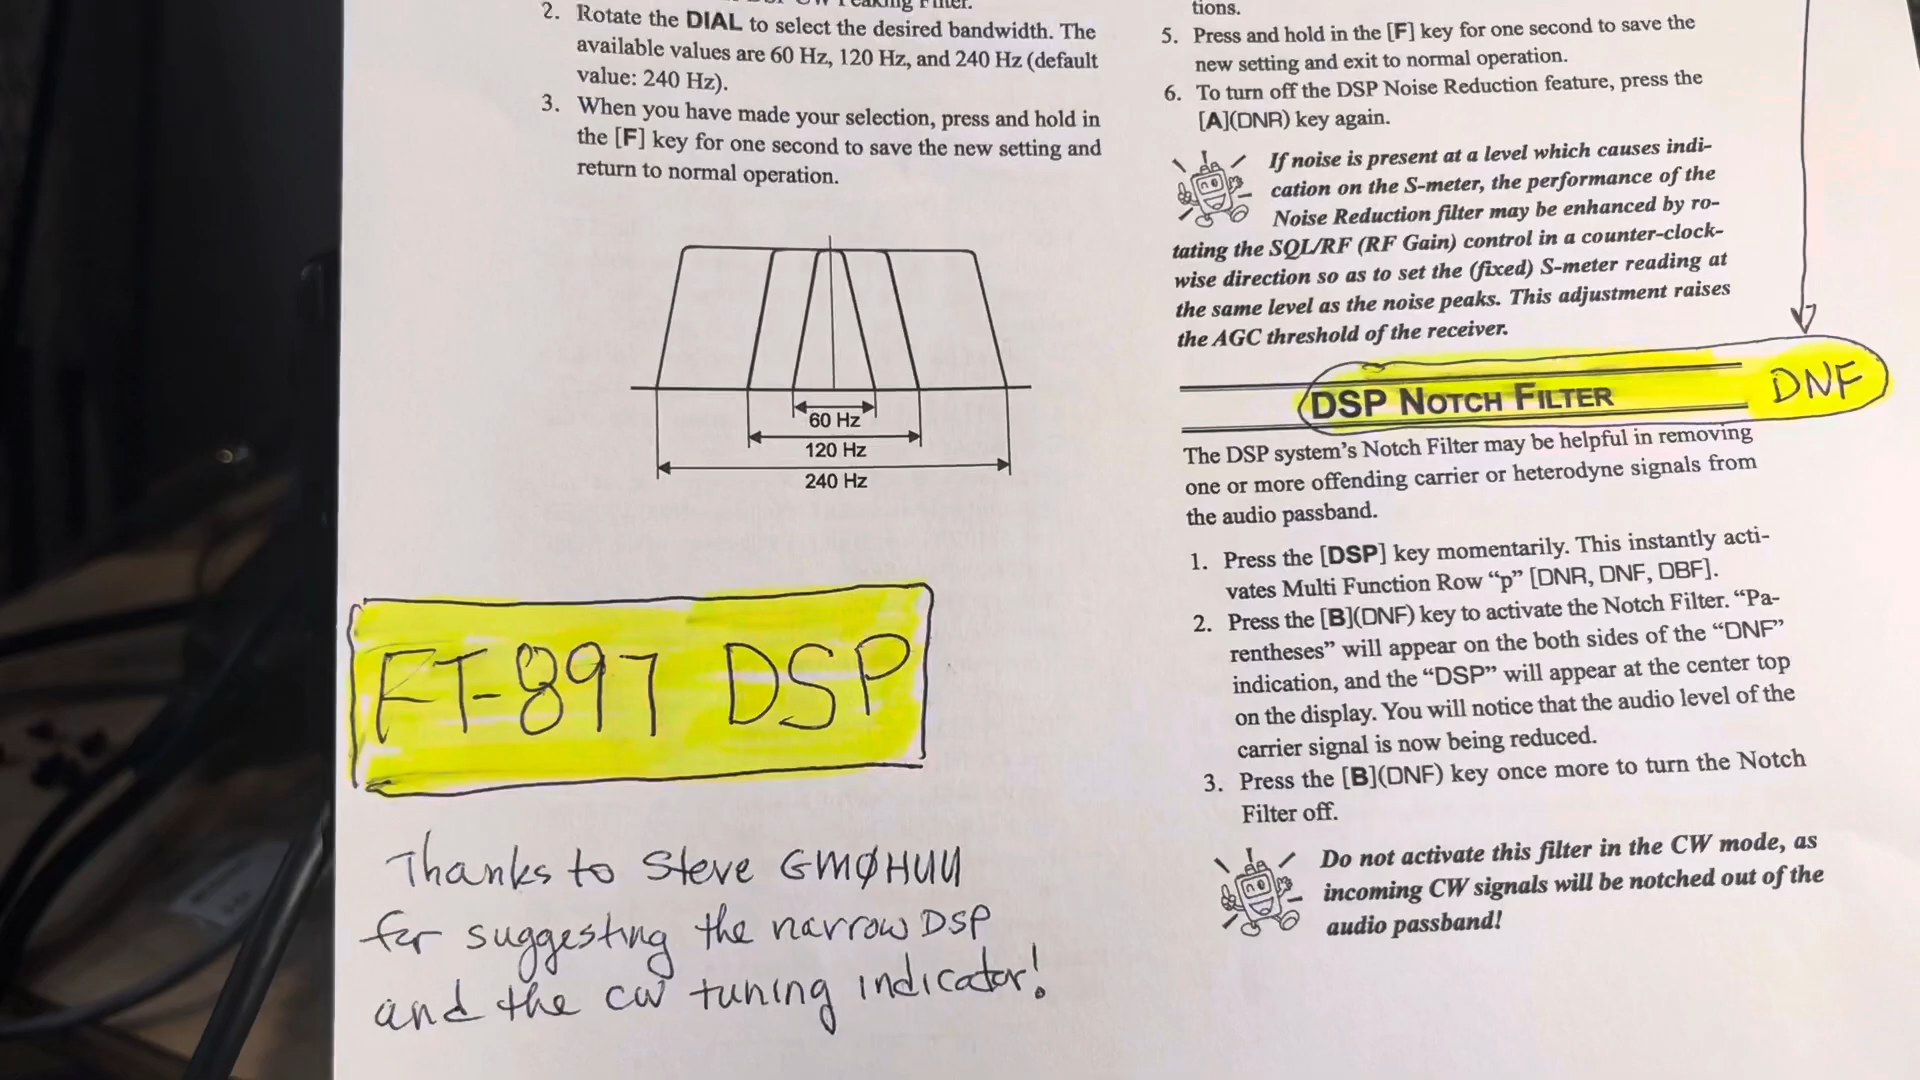 Peaking Filter.
2. Rotate the DIAL to select the desired bandwidth. The
available values are 60 Hz, 120 Hz, and 240 Hz (default
value: 240 Hz).
3. When you have made your selection, press and hold in
the [F] key for one second to save the new setting and
return to normal operation.
60 Hz
120 Hz
240 Hz
FT-897 DSP
Thanks to Steve GMØHUU
for suggesting the narrow DSP
and the CW tuning indicator!
tions.
5. Press and hold in the [F] key for one second to save the
new setting and exit to normal operation.
6. To turn off the DSP Noise Reduction feature, press the
[A](DNR) key again.
If noise is present at a level which causes indi-
cation on the S-meter, the performance of the
Noise Reduction filter may be enhanced by ro-
tating the SQL/RF (RF Gain) control in a counter-clock-
wise direction so as to set the (fixed) S-meter reading at
the same level as the noise peaks. This adjustment raises
the AGC threshold of the receiver.
DSP NOTCH FILTER DNF
The DSP system's Notch Filter may be helpful in removing
one or more offending carrier or heterodyne signals from
the audio passband.
1. Press the [DSP] key momentarily. This instantly acti-
vates Multi Function Row “p” [DNR, DNF, DBF].
2. Press the [B](DNF) key to activate the Notch Filter. “Pa-
rentheses” will appear on the both sides of the “DNF”
indication, and the “DSP” will appear at the center top
on the display. You will notice that the audio level of the
carrier signal is now being reduced.
3. Press the [B](DNF) key once more to turn the Notch
Filter off.
Do not activate this filter in the CW mode, as
incoming CW signals will be notched out of the
audio passband!